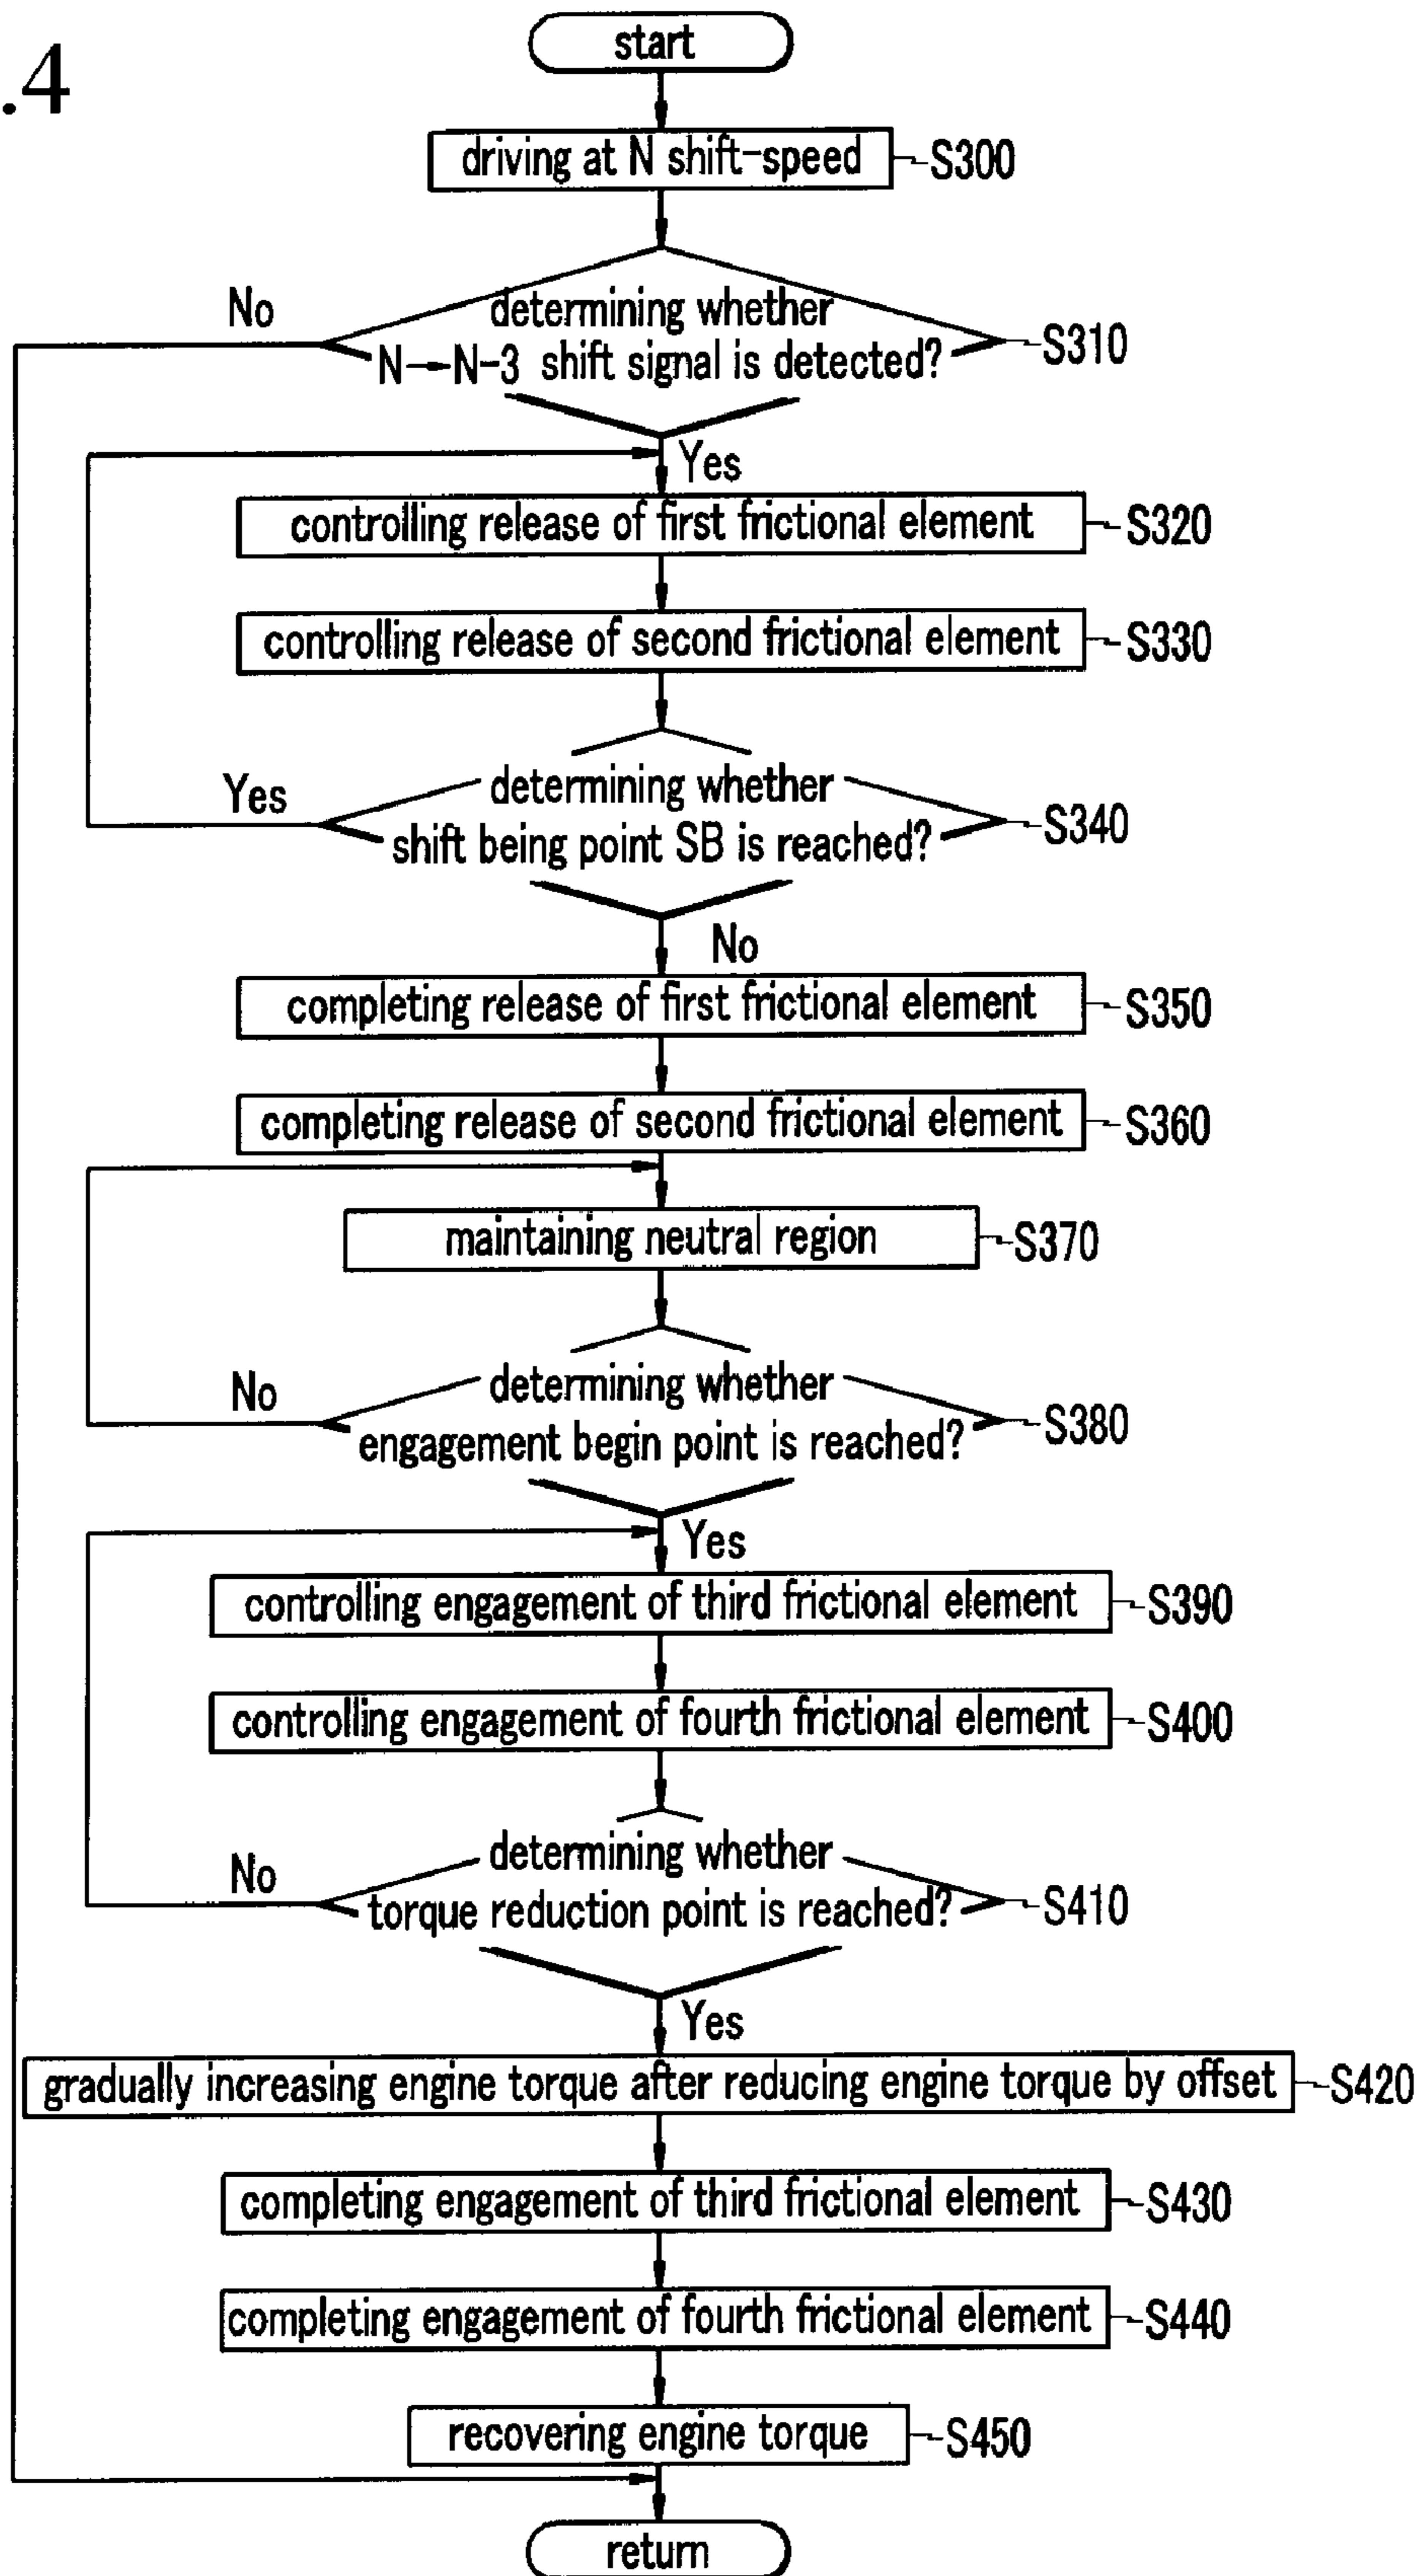 .4
start
driving at N shift-speed
S300
No
determining whether
N→N-3 shift signal is detected?
S310
Yes
controlling release of first frictional element
S320
controlling release of second frictional element
S330
Yes
determining whether
shift being point SB is reached?
S340
No
completing release of first frictional element
S350
completing release of second frictional element
S360
maintaining neutral region
S370
No
determining whether
engagement begin point is reached?
S380
Yes
controlling engagement of third frictional element
S390
controlling engagement of fourth frictional element
S400
No
determining whether
torque reduction point is reached?
S410
Yes
gradually increasing engine torque after reducing engine torque by offset
S420
completing engagement of third frictional element
S430
completing engagement of fourth frictional element
S440
recovering engine torque
S450
return